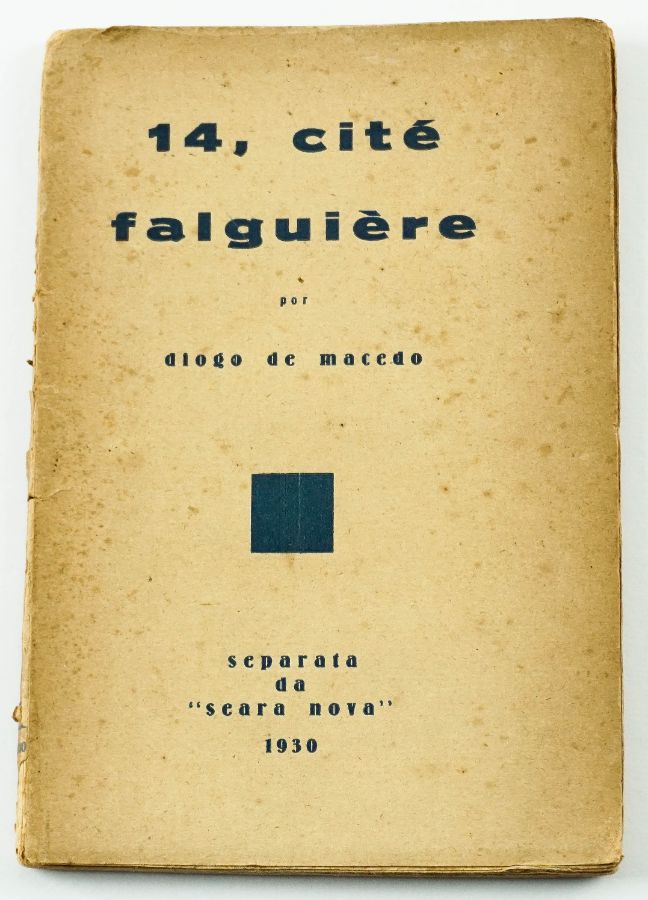 14, cité
falguière
por
diogo de macedo
separata
da
"seara nova"
1930